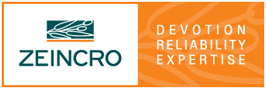 ZEINCRO
DEVOTION
RELIABILITY
EXPERTISE